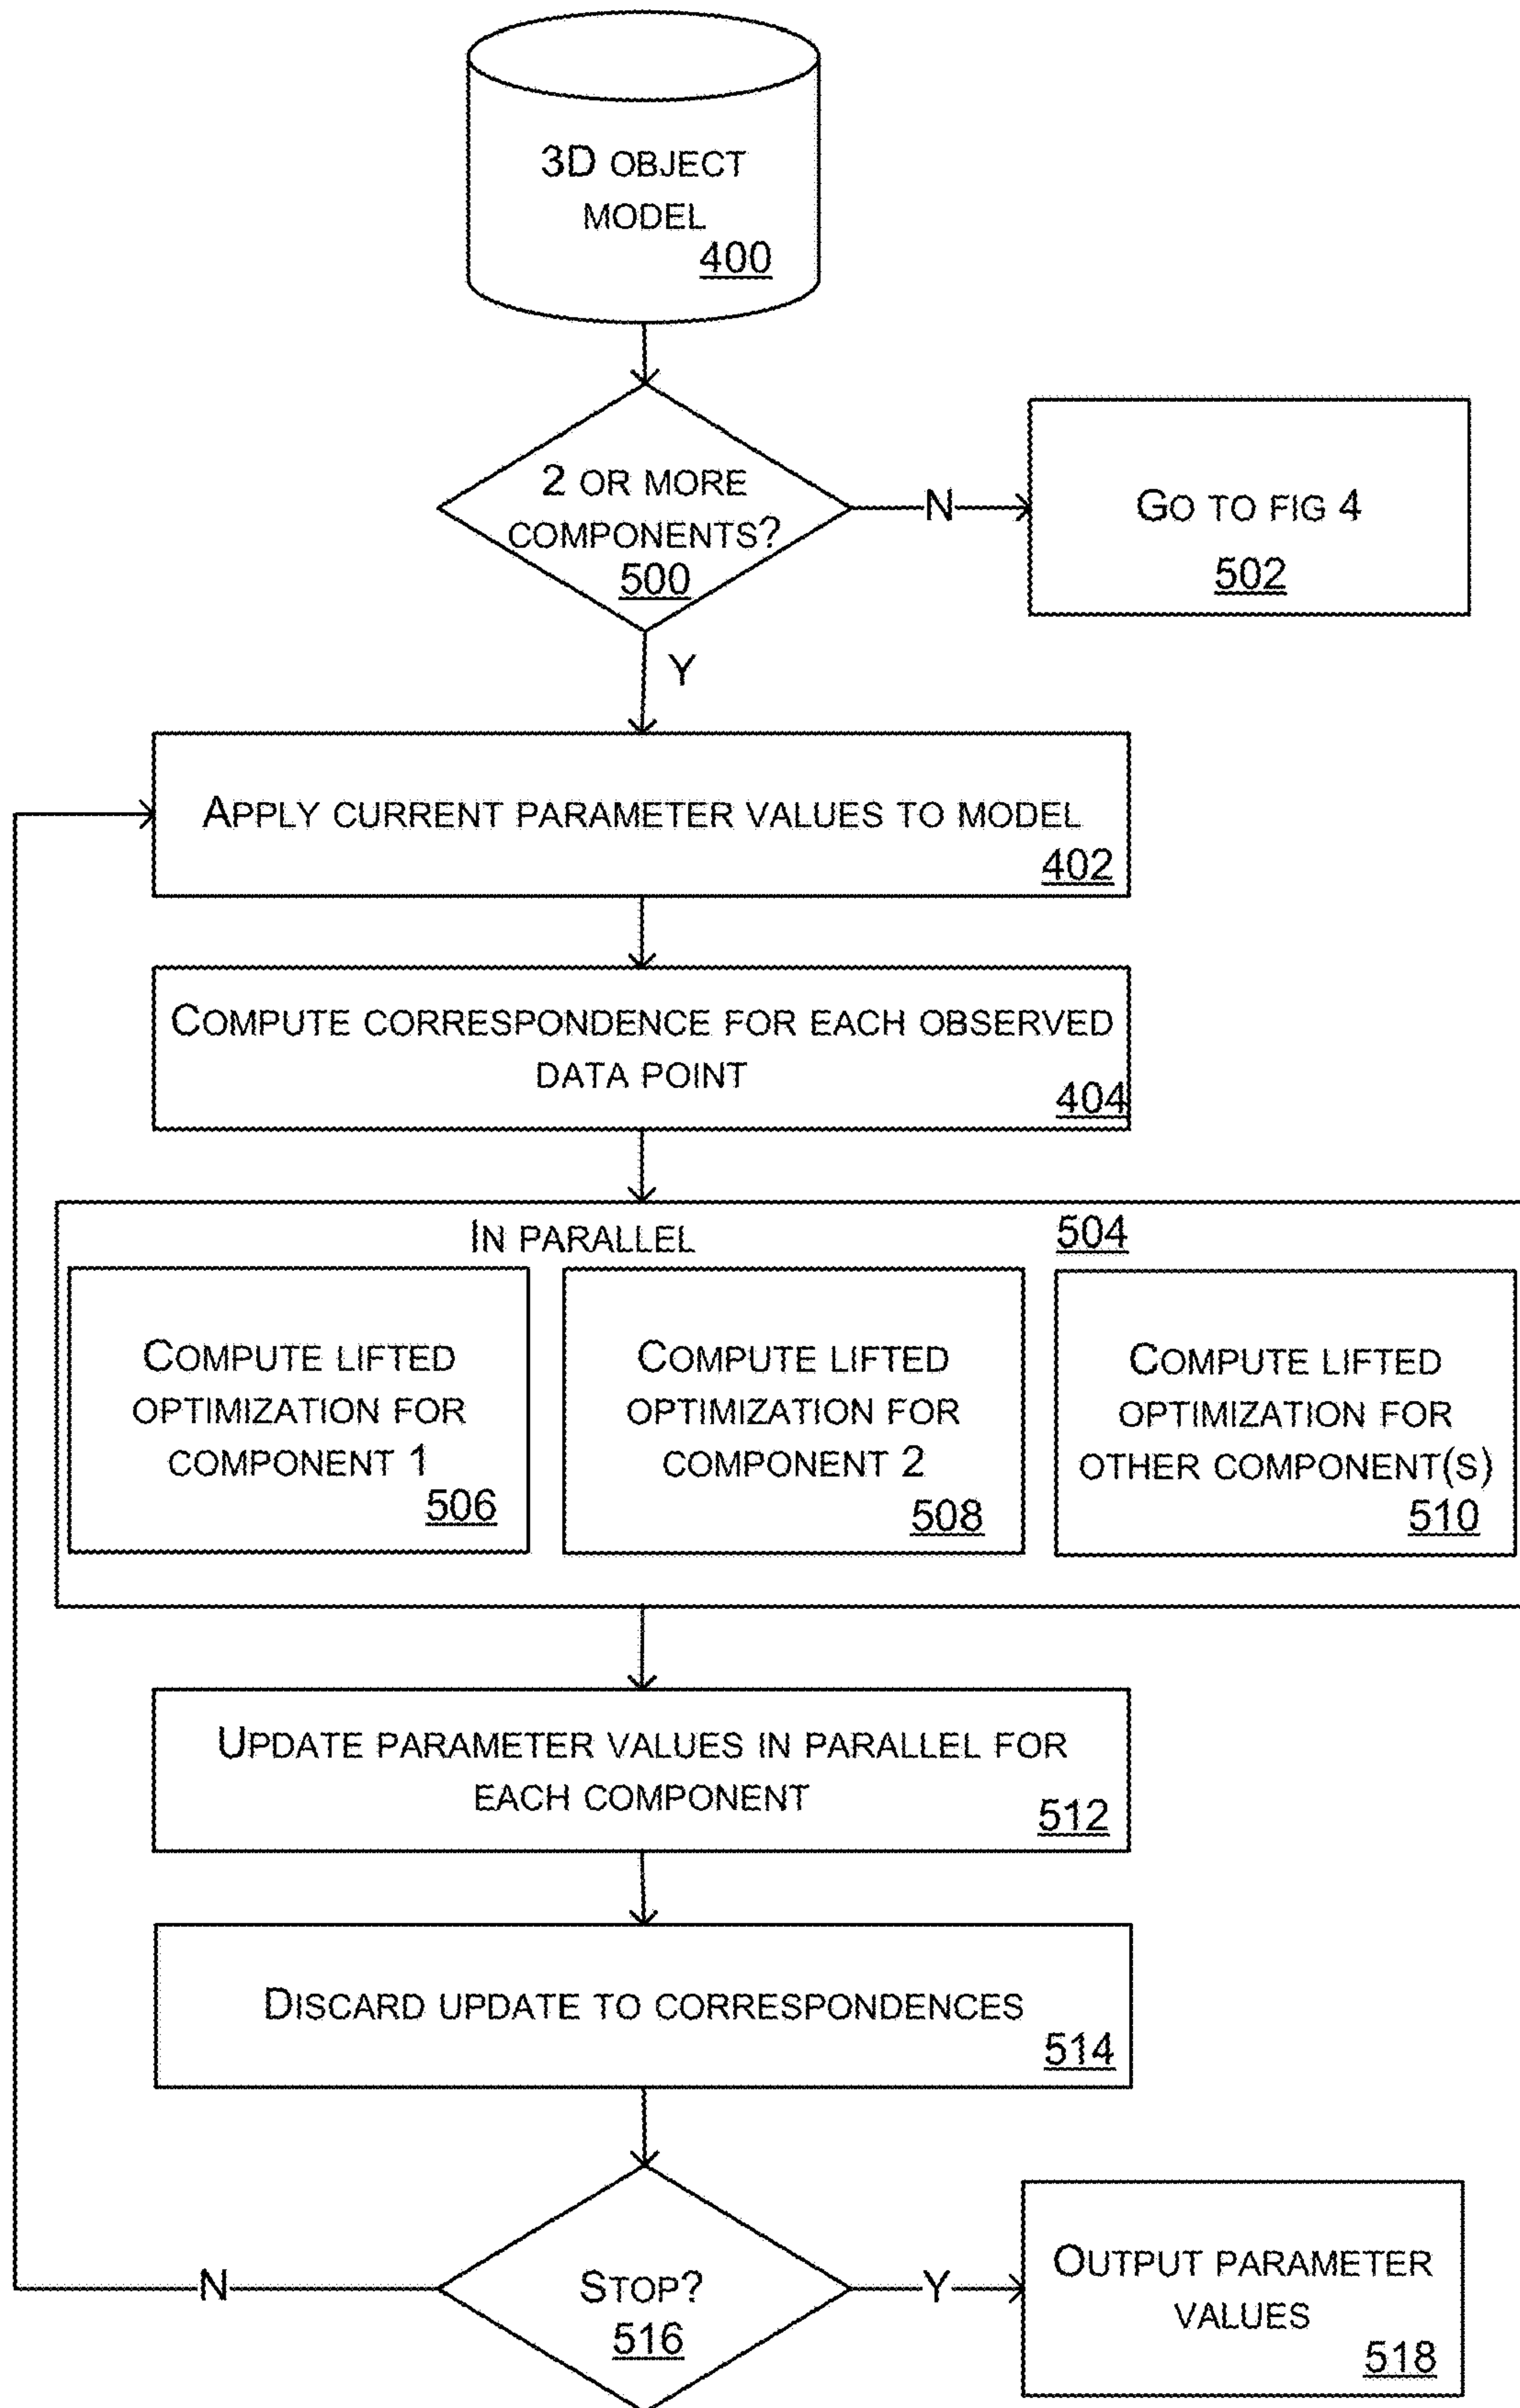 3D OBJECT
MODEL
400
2 OR MORE
COMPONENTS?
500
N
GO TO FIG 4
502
Y
APPLY CURRENT PARAMETER VALUES TO MODEL
402
COMPUTE CORRESPONDENCE FOR EACH OBSERVED
DATA POINT
404
IN PARALLEL
504
COMPUTE LIFTED
OPTIMIZATION FOR
COMPONENT 1
506
COMPUTE LIFTED
OPTIMIZATION FOR
COMPONENT 2
508
COMPUTE LIFTED
OPTIMIZATION FOR
OTHER COMPONENT(S)
510
UPDATE PARAMETER VALUES IN PARALLEL FOR
EACH COMPONENT
512
DISCARD UPDATE TO CORRESPONDENCES
514
N
STOP?
516
Y
OUTPUT PARAMETER
VALUES
518